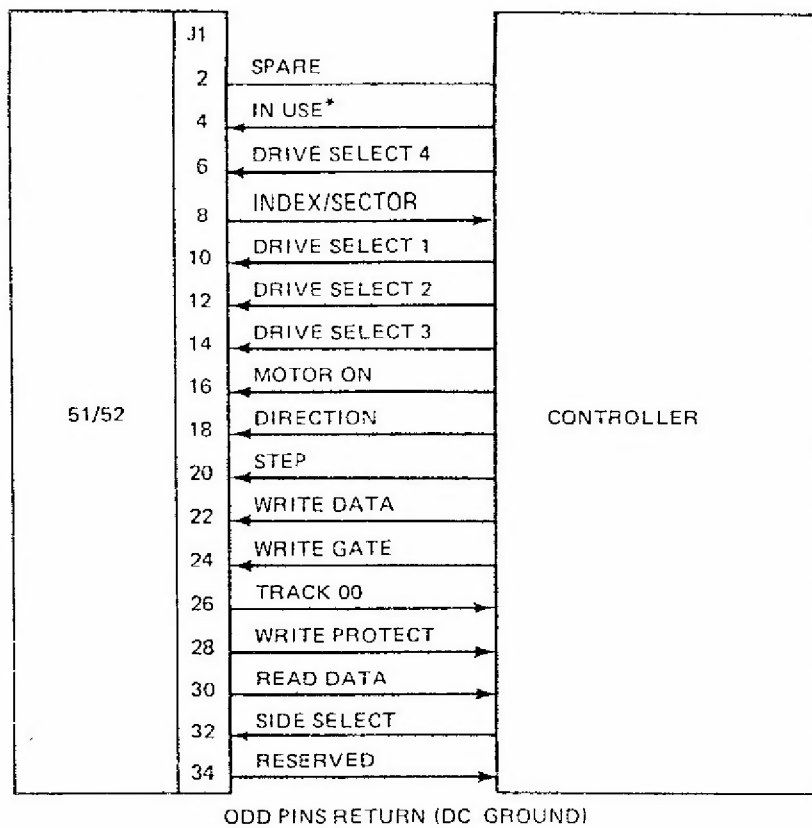 J1
2 SPARE
4 IN USE*
6 DRIVE SELECT 4
8 INDEX/SECTOR
10 DRIVE SELECT 1
12 DRIVE SELECT 2
14 DRIVE SELECT 3
16 MOTOR ON
51/52 18 DIRECTION CONTROLLER
20 STEP
22 WRITE DATA
24 WRITE GATE
26 TRACK 00
28 WRITE PROTECT
30 READ DATA
32 SIDE SELECT
34 RESERVED
ODD PINS RETURN (DC GROUND)